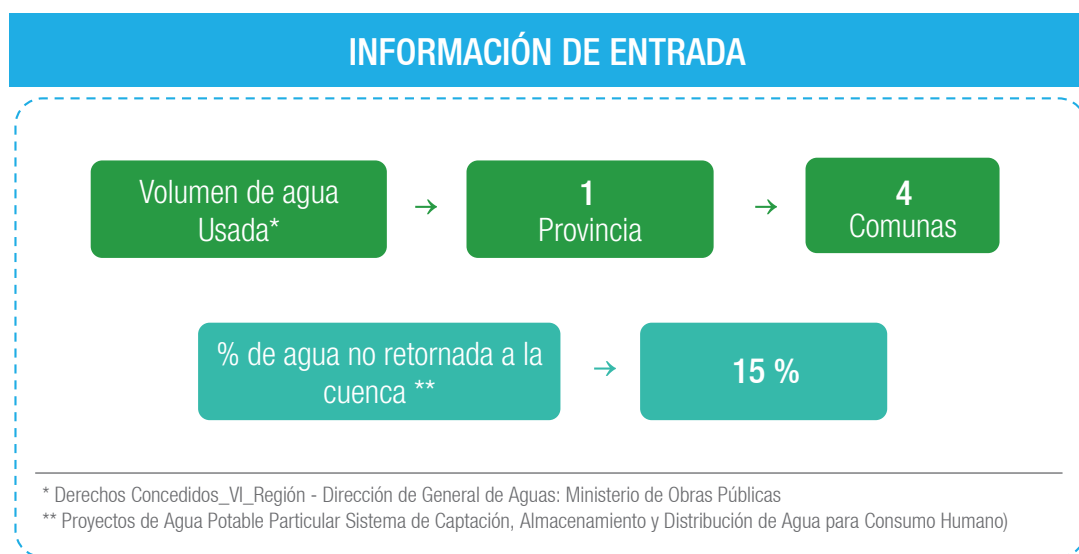 INFORMACIÓN DE ENTRADA
Volumen de agua
Usada*
→
1
Provincia
→
4
Comunas
% de agua no retornada a la
cuenca **
→
15 %
* Derechos Concedidos_VI_Región - Dirección de General de Aguas: Ministerio de Obras Públicas
** Proyectos de Agua Potable Particular Sistema de Captación, Almacenamiento y Distribución de Agua para Consumo Humano)